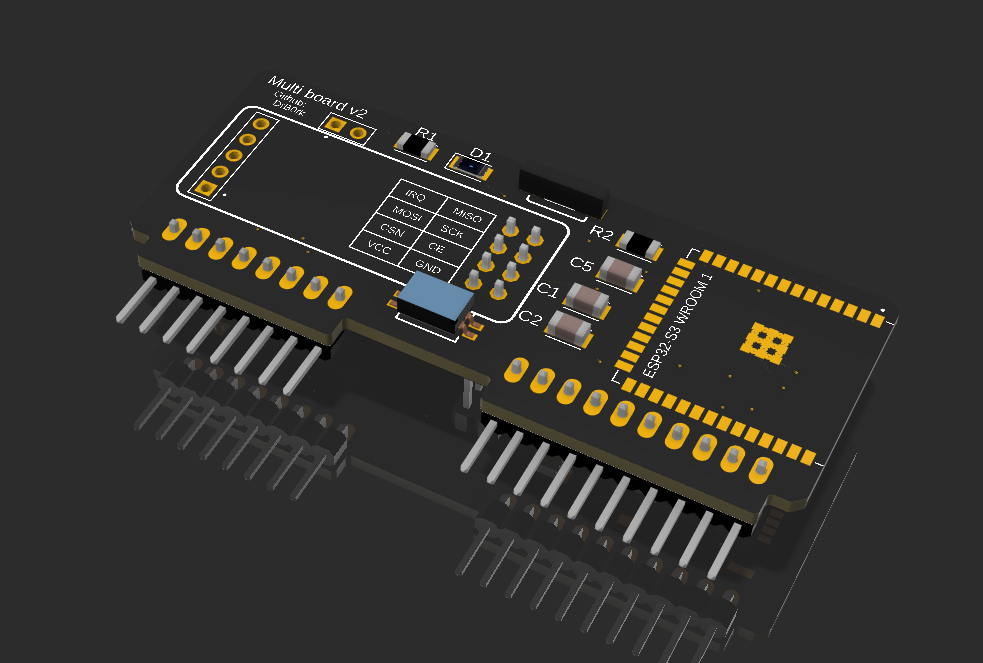 Multi board v2
Github:
R1
D1
IRQ MISO
MOSI SCK
CSN CE
VCC GND
R2
C5
C1
C2
ESP32-S3 WROOM 1